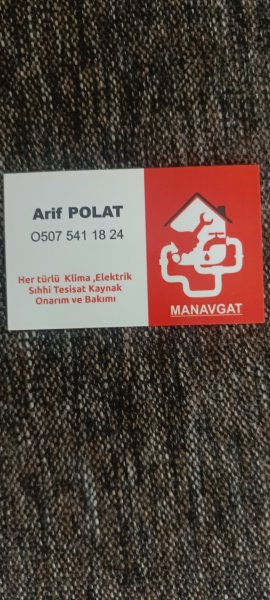 Arif POLAT
0507 541 18 24
Her türlü Klima ,Elektrik
Sıhhi Tesisat Kaynak
Onarım ve Bakımı
MANAVGAT